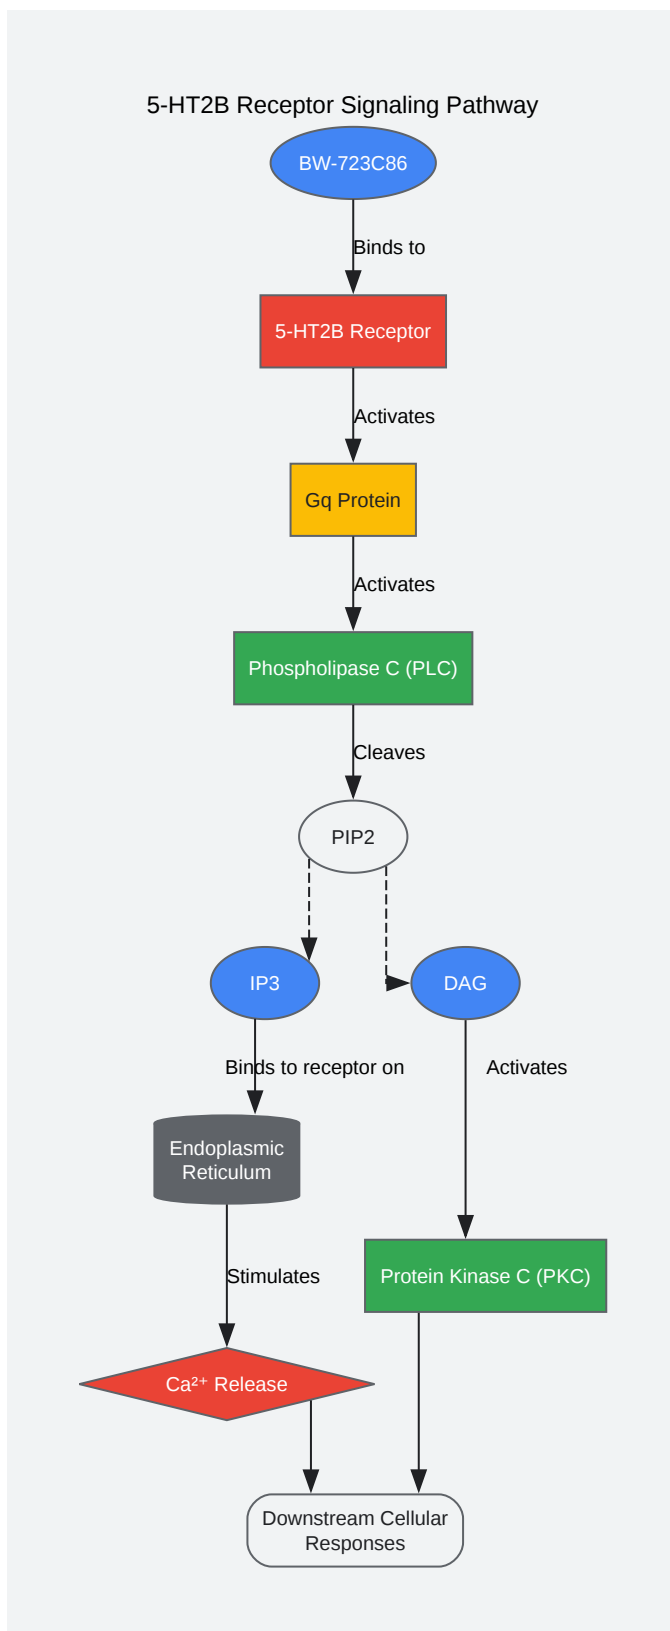 5-HT2B Receptor Signaling Pathway
BW-723C86
Binds to
5-HT2B Receptor
Activates
Gq Protein
Activates
Phospholipase C (PLC)
Cleaves
PIP2
IP3
DAG
Binds to receptor on
Activates
Endoplasmic
Reticulum
Stimulates
Protein Kinase C (PKC)
Ca²⁺ Release
Downstream Cellular
Responses